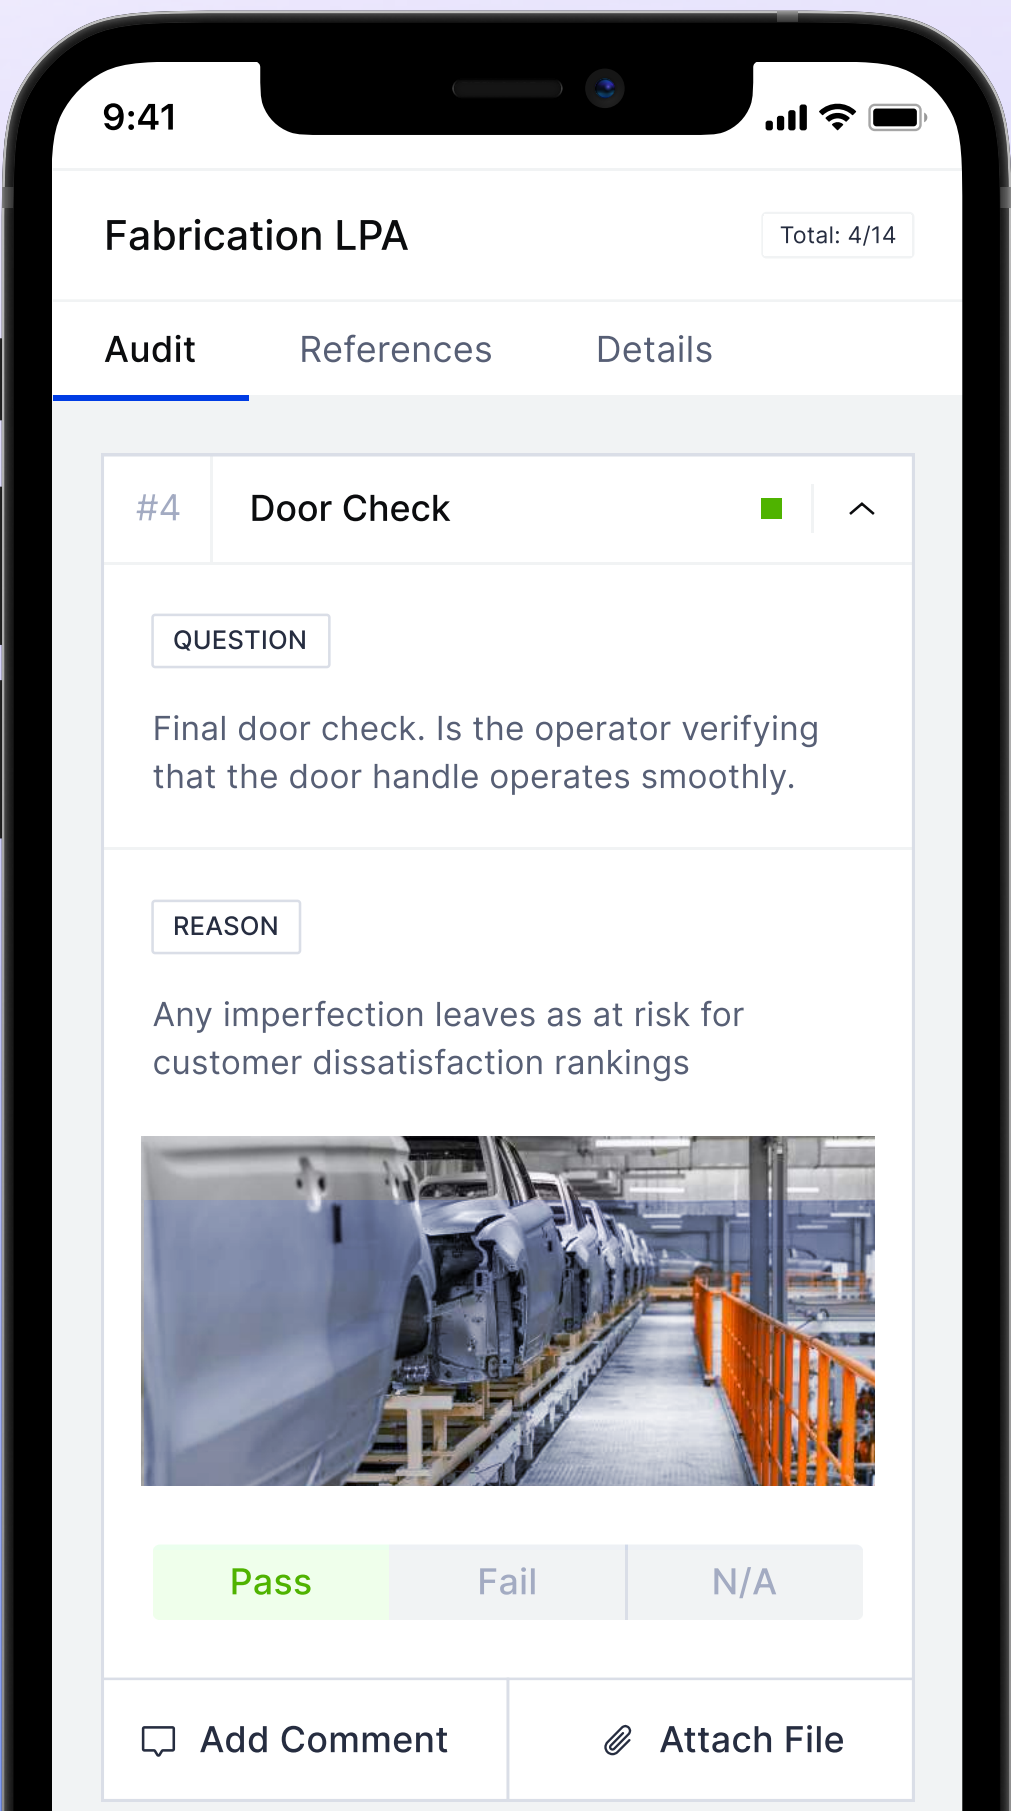 9:41
Fabrication LPA
Total: 4/14
Audit
References
Details
#4
Door Check
QUESTION
Final door check. Is the operator verifying
that the door handle operates smoothly.
REASON
Any imperfection leaves as at risk for
customer dissatisfaction rankings
Pass
Fail
N/A
Add Comment
Attach File